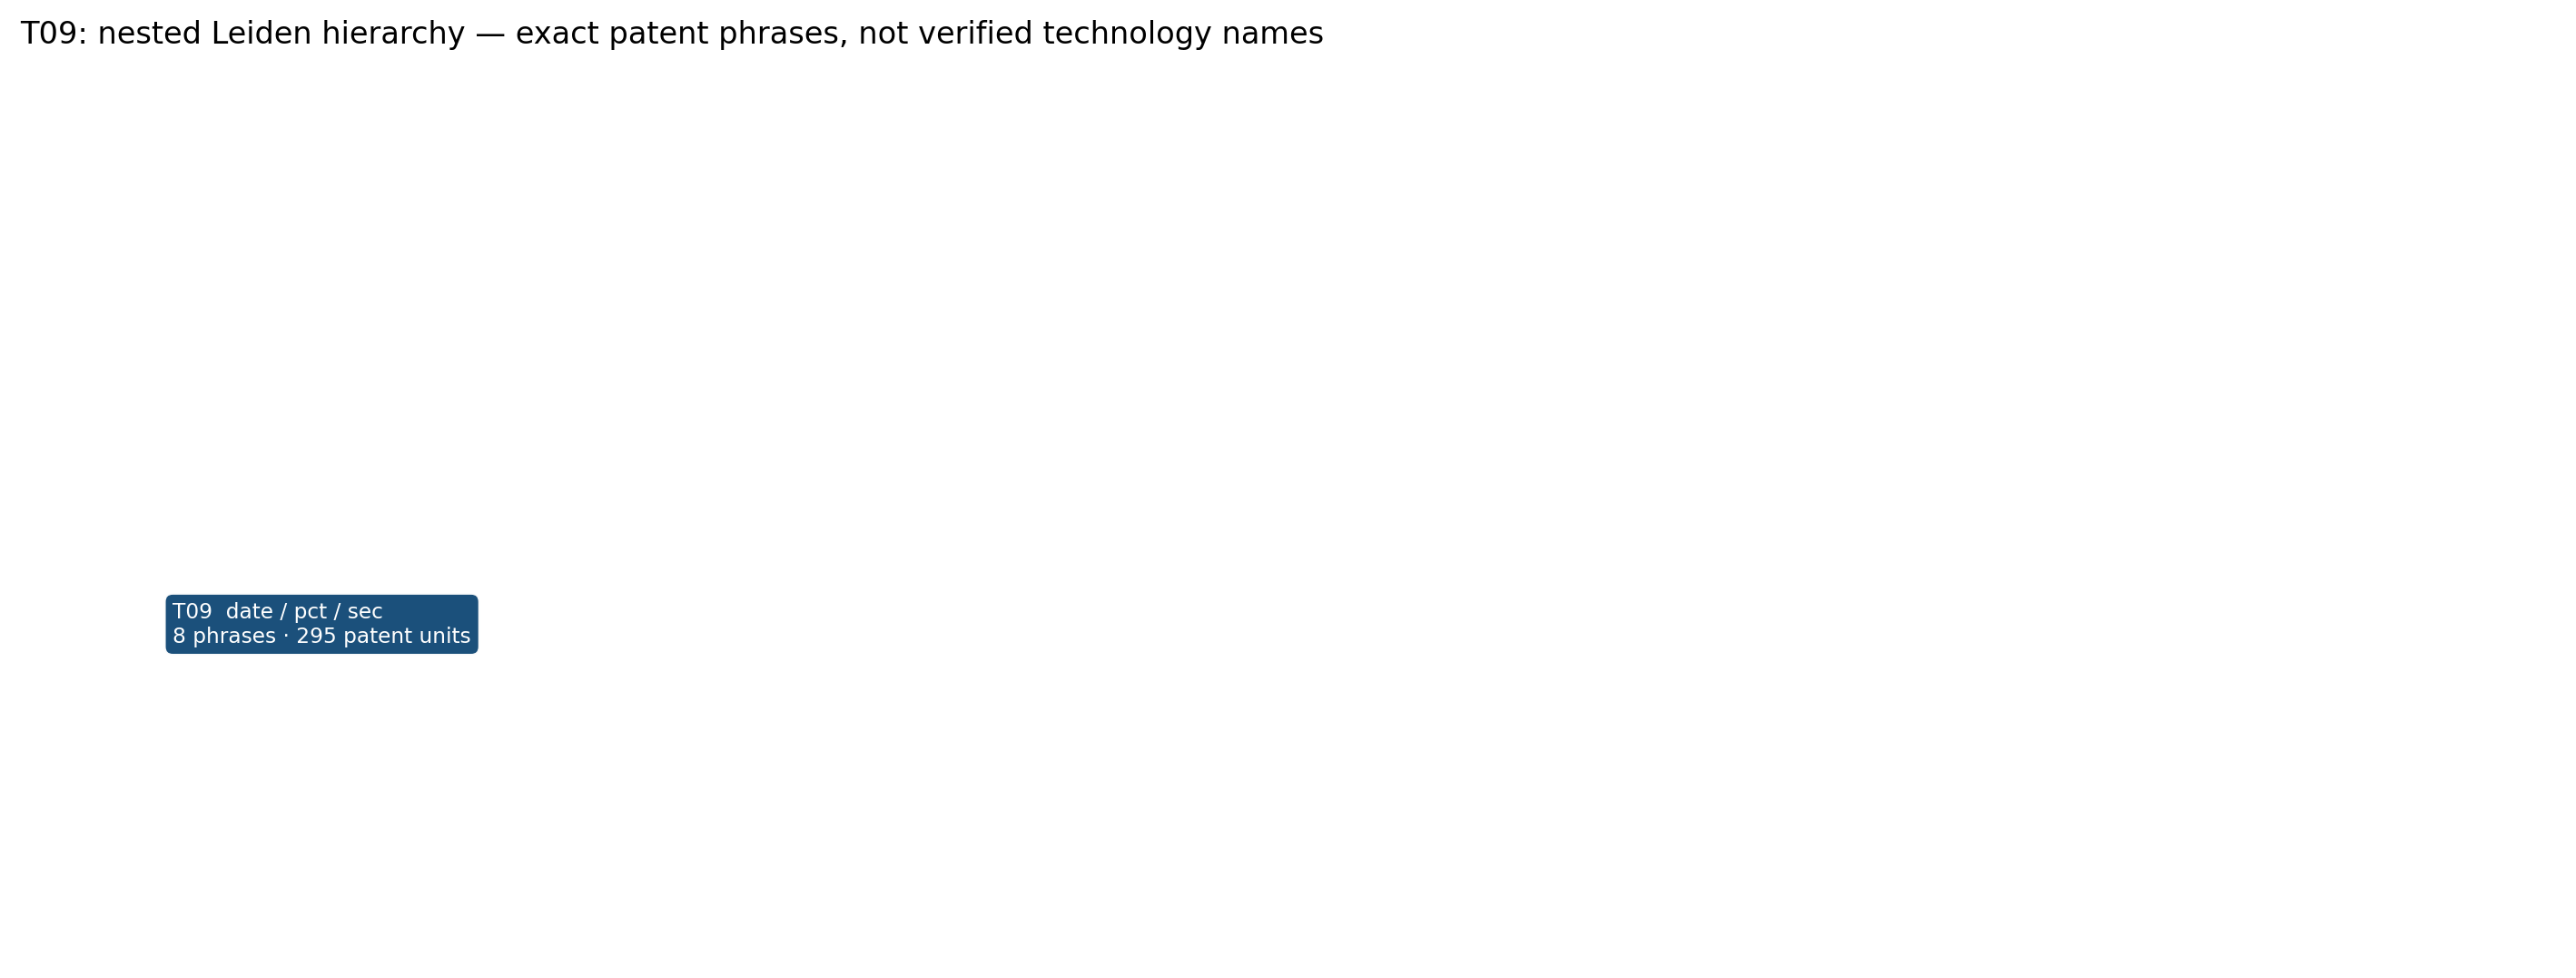 T09: nested Leiden hierarchy — exact patent phrases, not verified technology names
T09  date / pct / sec
8 phrases · 295 patent units